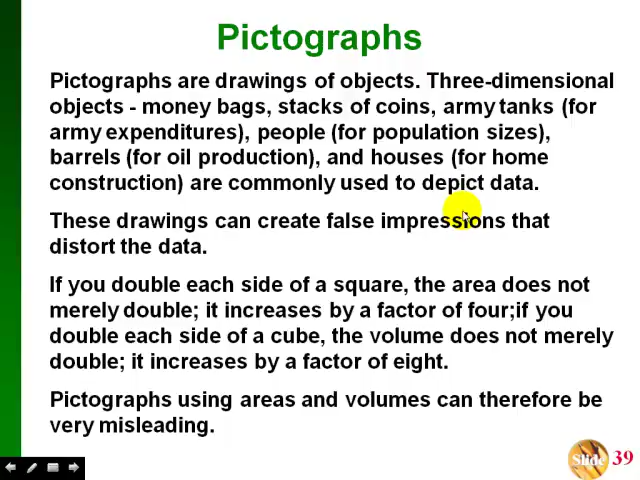 Pictographs
Pictographs are drawings of objects. Three-dimensional
objects - money bags, stacks of coins, army tanks (for
army expenditures), people (for population sizes),
barrels (for oil production), and houses (for home
construction) are commonly used to depict data.
These drawings can create false impressions that
distort the data.
If you double each side of a square, the area does not
merely double; it increases by a factor of four;if you
double each side of a cube, the volume does not merely
double; it increases by a factor of eight.
Pictographs using areas and volumes can therefore be
very misleading.
Slide 39